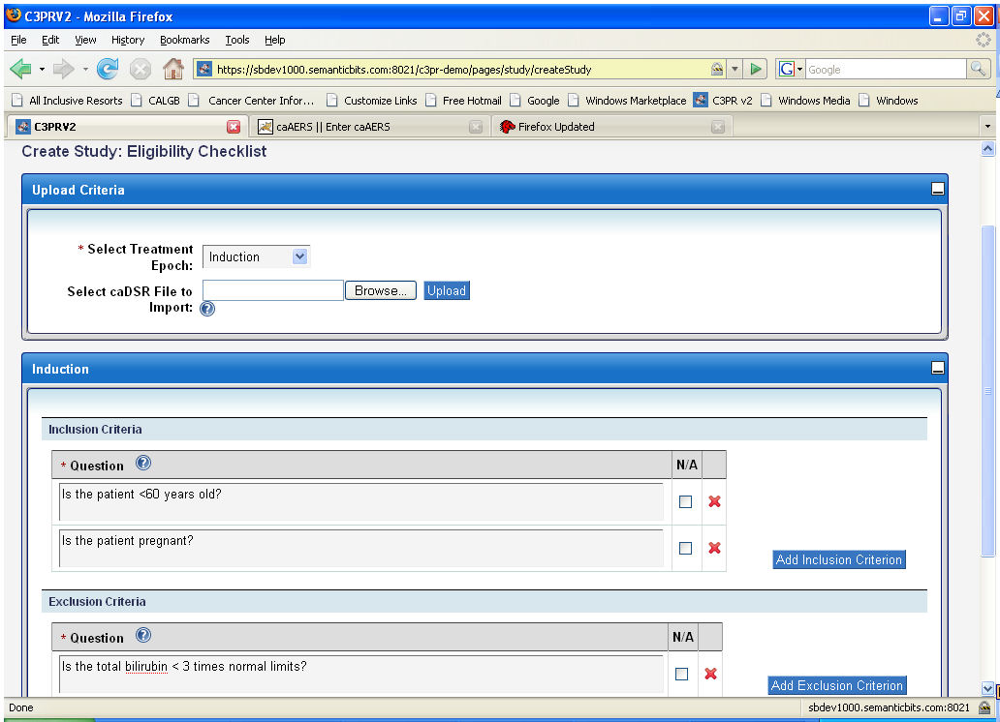 C3PRV2 - Mozilla Firefox
File Edit View History Bookmarks Tools Help
https://sbdev1000.semanticbits.com:8021/c3pr-demo/pages/study/createStudy G Google
All Inclusive Resorts CALGB Cancer Center Infor... Customize Links Free Hotmail Google Windows Marketplace C3PR v2 Windows Media Windows
C3PRV2 caAERS || Enter caAERS Firefox Updated
Create Study: Eligibility Checklist
Upload Criteria
* Select Treatment Epoch: Induction
Select caDSR File to Import: Browse... Upload
?
Induction
Inclusion Criteria
* Question ? N/A
Is the patient <60 years old?
Is the patient pregnant?
Add Inclusion Criterion
Exclusion Criteria
* Question ? N/A
Is the total bilirubin < 3 times normal limits?
Add Exclusion Criterion
Done sbdev1000.semanticbits.com:8021